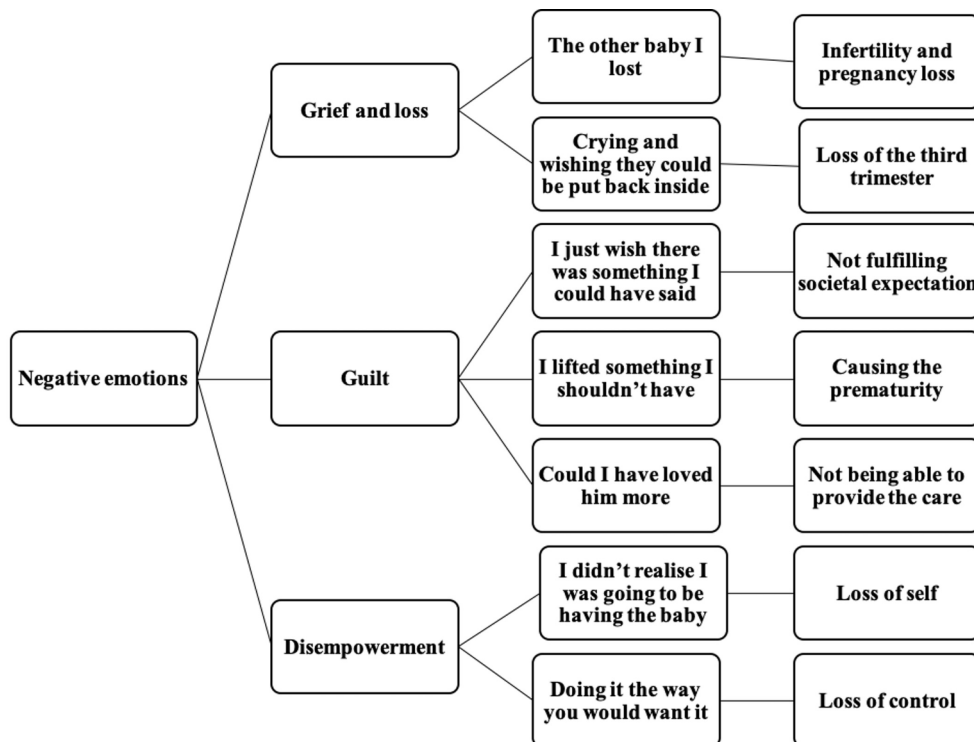 Negative emotions
Grief and loss
The other baby I
lost
Infertility and
pregnancy loss
Crying and
wishing they could
be put back inside
Loss of the third
trimester
Guilt
I just wish there
was something I
could have said
Not fulfilling
societal expectation
I lifted something I
shouldn’t have
Causing the
prematurity
Could I have loved
him more
Not being able to
provide the care
Disempowerment
I didn’t realise I
was going to be
having the baby
Loss of self
Doing it the way
you would want it
Loss of control